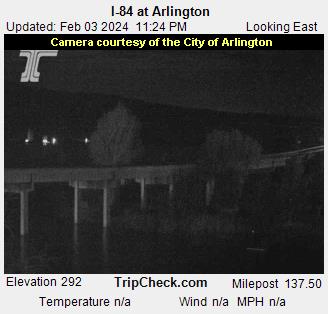 I-84 at Arlington
Updated: Feb 03 2024 11:24 PM Looking East
Camera courtesy of the City of Arlington
Elevation 292 TripCheck.com Milepost 137.50
Temperature n/a Wind n/a MPH n/a